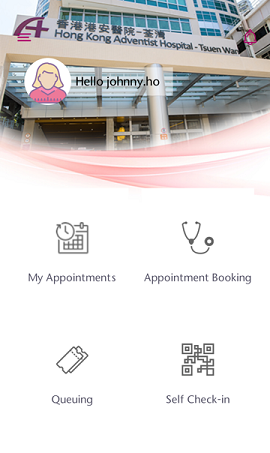 香港港安醫院–荃灣
Hong Kong Adventist Hospital – Tsuen Wan
Hello johnny.ho
My Appointments
Appointment Booking
Queuing
Self Check-in